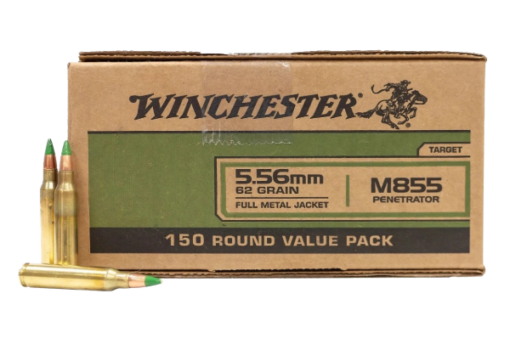 WINCHESTER
TARGET
5.56mm
62 GRAIN
FULL METAL JACKET
M855
PENETRATOR
150 ROUND VALUE PACK